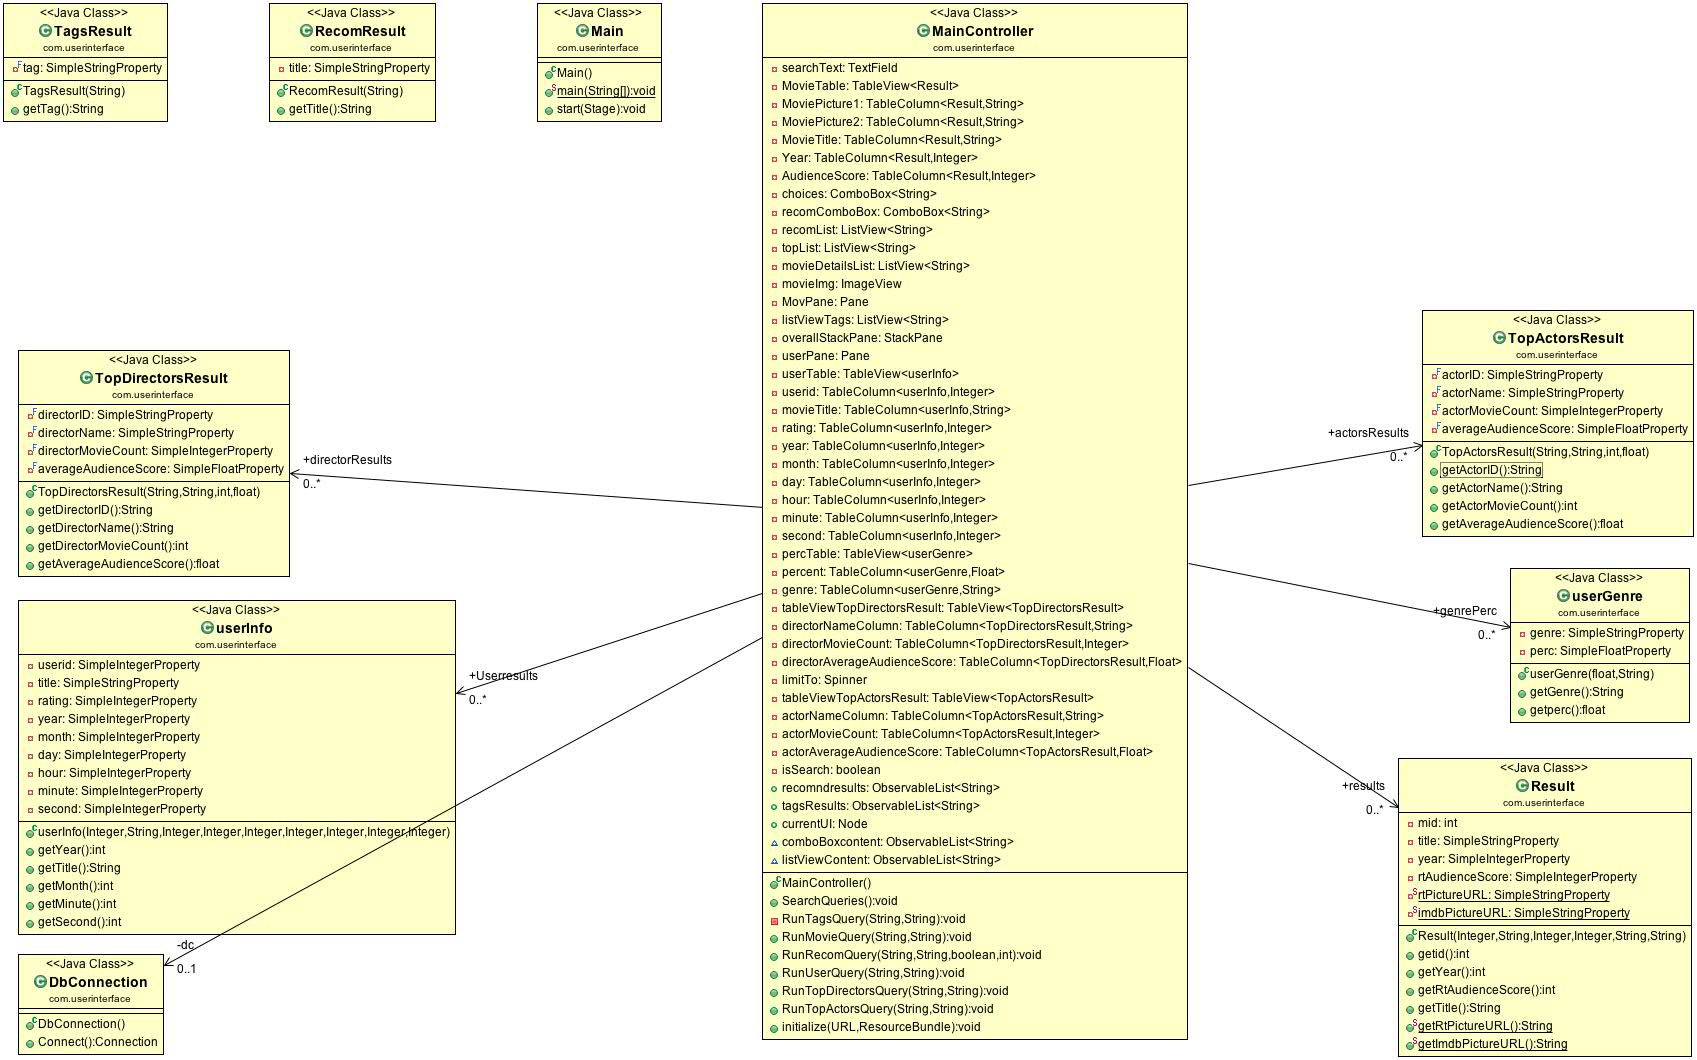 <<Java Class>>
TagsResult
com.userinterface
tag: SimpleStringProperty
TagsResult(String)
getTag():String
<<Java Class>>
RecomResult
com.userinterface
title: SimpleStringProperty
RecomResult(String)
getTitle():String
<<Java Class>>
Main
com.userinterface
Main()
main(String[]):void
start(Stage):void
<<Java Class>>
MainController
com.userinterface
searchText: TextField
MovieTable: TableView<Result>
MoviePicture1: TableColumn<Result,String>
MoviePicture2: TableColumn<Result,String>
MovieTitle: TableColumn<Result,String>
Year: TableColumn<Result,Integer>
AudienceScore: TableColumn<Result,Integer>
choices: ComboBox<String>
recomComboBox: ComboBox<String>
recomList: ListView<String>
topList: ListView<String>
movieDetailsList: ListView<String>
movieImg: ImageView
MovPane: Pane
listViewTags: ListView<String>
overallStackPane: StackPane
userPane: Pane
userTable: TableView<userInfo>
userid: TableColumn<userInfo,Integer>
movieTitle: TableColumn<userInfo,String>
rating: TableColumn<userInfo,Integer>
year: TableColumn<userInfo,Integer>
month: TableColumn<userInfo,Integer>
day: TableColumn<userInfo,Integer>
hour: TableColumn<userInfo,Integer>
minute: TableColumn<userInfo,Integer>
second: TableColumn<userInfo,Integer>
percTable: TableView<userGenre>
percent: TableColumn<userGenre,Float>
genre: TableColumn<userGenre,String>
tableViewTopDirectorsResult: TableView<TopDirectorsResult>
directorNameColumn: TableColumn<TopDirectorsResult,String>
directorMovieCount: TableColumn<TopDirectorsResult,Integer>
directorAverageAudienceScore: TableColumn<TopDirectorsResult,Float>
limitTo: Spinner
tableViewTopActorsResult: TableView<TopActorsResult>
actorNameColumn: TableColumn<TopActorsResult,String>
actorMovieCount: TableColumn<TopActorsResult,Integer>
actorAverageAudienceScore: TableColumn<TopActorsResult,Float>
isSearch: boolean
recomndresults: ObservableList<String>
tagsResults: ObservableList<String>
currentUI: Node
comboBoxcontent: ObservableList<String>
listViewContent: ObservableList<String>
MainController()
SearchQueries():void
RunTagsQuery(String,String):void
RunMovieQuery(String,String):void
RunRecomQuery(String,String,boolean,int):void
RunUserQuery(String,String):void
RunTopDirectorsQuery(String,String):void
RunTopActorsQuery(String,String):void
initialize(URL,ResourceBundle):void
<<Java Class>>
TopDirectorsResult
com.userinterface
directorID: SimpleStringProperty
directorName: SimpleStringProperty
directorMovieCount: SimpleIntegerProperty
averageAudienceScore: SimpleFloatProperty
TopDirectorsResult(String,String,int,float)
getDirectorID():String
getDirectorName():String
getDirectorMovieCount():int
getAverageAudienceScore():float
+directorResults
0..*
<<Java Class>>
userInfo
com.userinterface
userid: SimpleIntegerProperty
title: SimpleStringProperty
rating: SimpleIntegerProperty
year: SimpleIntegerProperty
month: SimpleIntegerProperty
day: SimpleIntegerProperty
hour: SimpleIntegerProperty
minute: SimpleIntegerProperty
second: SimpleIntegerProperty
userInfo(Integer,String,Integer,Integer,Integer,Integer,Integer,Integer,Integer)
getYear():int
getTitle():String
getMonth():int
getMinute():int
getSecond():int
+Userresults
0..*
-dc
0..1
<<Java Class>>
DbConnection
com.userinterface
DbConnection()
Connect():Connection
+actorsResults
0..*
<<Java Class>>
TopActorsResult
com.userinterface
actorID: SimpleStringProperty
actorName: SimpleStringProperty
actorMovieCount: SimpleIntegerProperty
averageAudienceScore: SimpleFloatProperty
TopActorsResult(String,String,int,float)
getActorID():String
getActorName():String
getActorMovieCount():int
getAverageAudienceScore():float
+genrePerc
0..*
<<Java Class>>
userGenre
com.userinterface
genre: SimpleStringProperty
perc: SimpleFloatProperty
userGenre(float,String)
getGenre():String
getperc():float
+results
0..*
<<Java Class>>
Result
com.userinterface
mid: int
title: SimpleStringProperty
year: SimpleIntegerProperty
rtAudienceScore: SimpleIntegerProperty
rtPictureURL: SimpleStringProperty
imdbPictureURL: SimpleStringProperty
Result(Integer,String,Integer,Integer,String,String)
getid():int
getYear():int
getRtAudienceScore():int
getTitle():String
getRtPictureURL():String
getImdbPictureURL():String